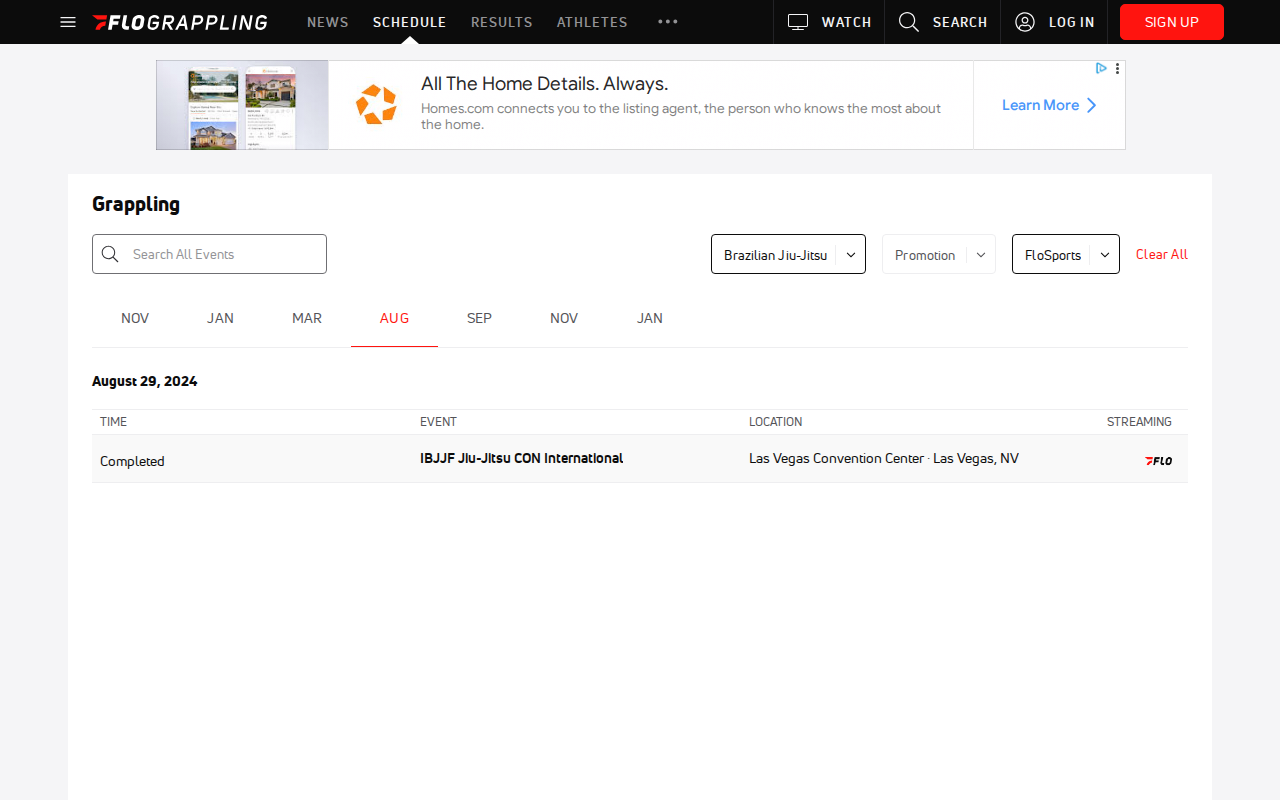 FLOGRAPPLING
NEWS
SCHEDULE
RESULTS
ATHLETES
WATCH
SEARCH
LOG IN
SIGN UP
All The Home Details. Always.
Homes.com connects you to the listing agent, the person who knows the most about
the home.
Learn More
Grappling
Search All Events
Brazilian Jiu-Jitsu
Promotion
FloSports
Clear All
NOV
JAN
MAR
AUG
SEP
NOV
JAN
August 29, 2024
TIME
EVENT
LOCATION
STREAMING
Completed
IBJJF Jiu-Jitsu CON International
Las Vegas Convention Center · Las Vegas, NV
FLO